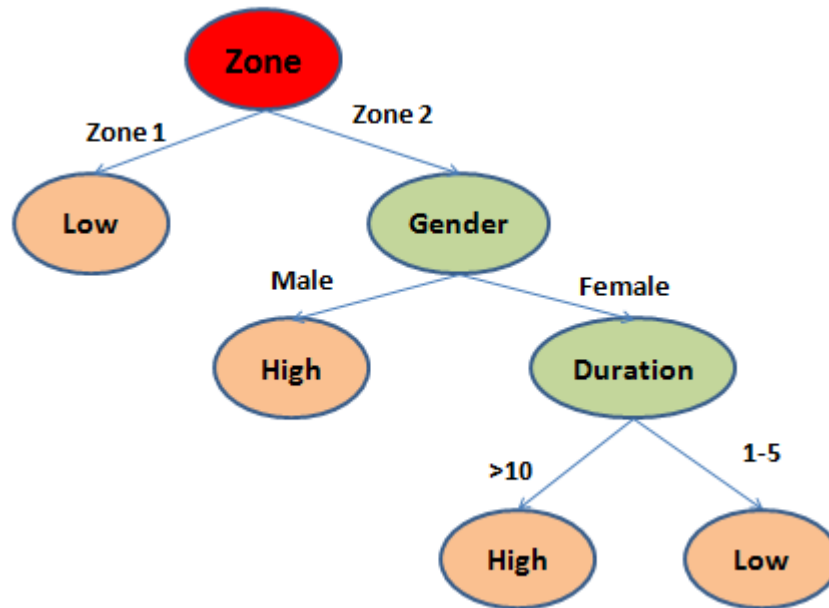 Zone
Zone 1
Zone 2
Low
Gender
Male
Female
High
Duration
>10
1-5
High
Low